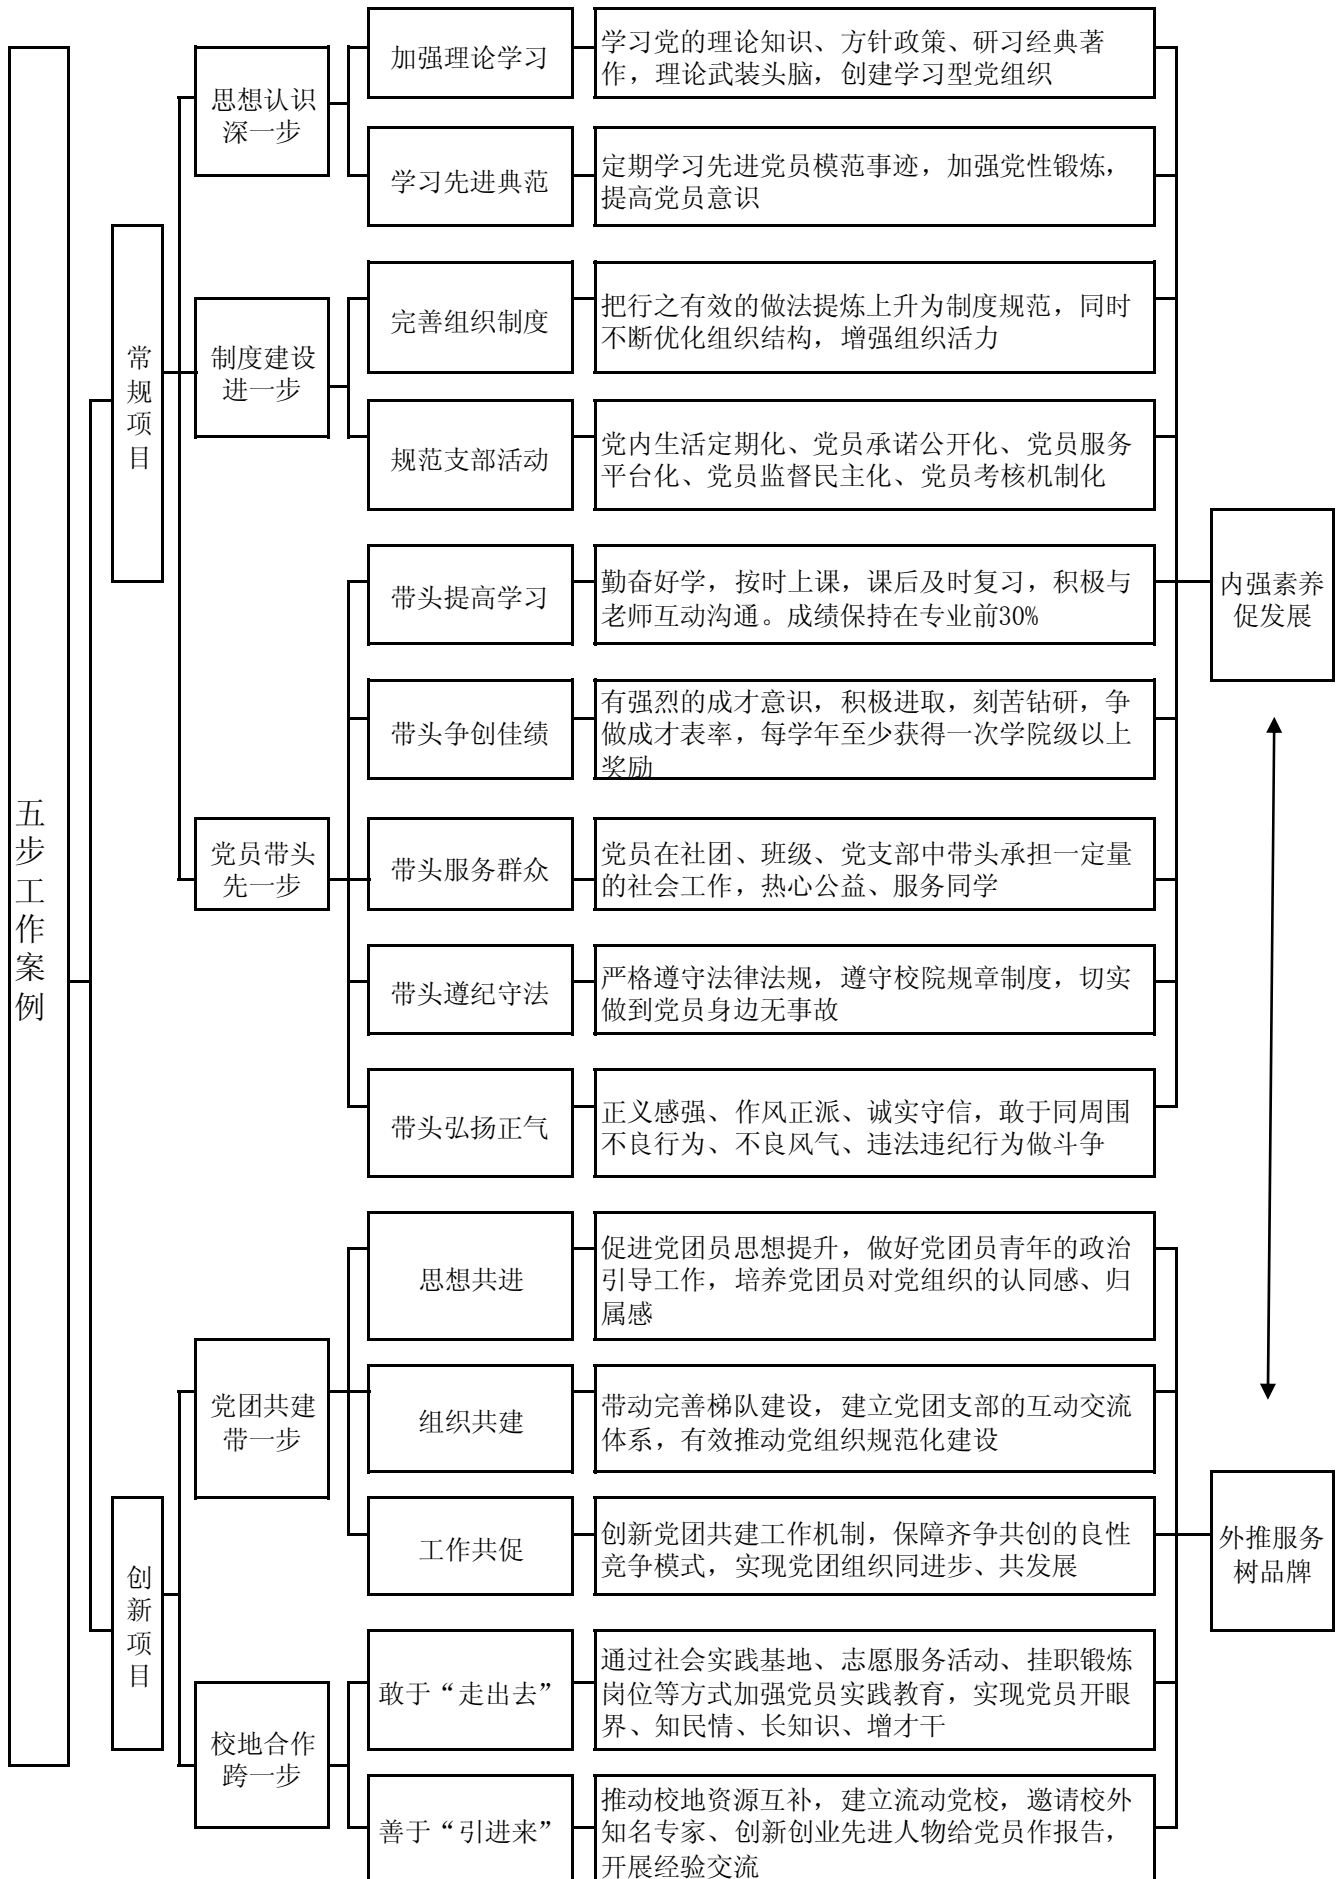 五步工作案例
常规项目
思想认识
深一步
加强理论学习
学习党的理论知识、方针政策、研习经典著
作，理论武装头脑，创建学习型党组织
学习先进典范
定期学习先进党员模范事迹，加强党性锻炼，
提高党员意识
制度建设
进一步
完善组织制度
把行之有效的做法提炼上升为制度规范，同时
不断优化组织结构，增强组织活力
规范支部活动
党内生活定期化、党员承诺公开化、党员服务
平台化、党员监督民主化、党员考核机制化
党员带头
先一步
带头提高学习
勤奋好学，按时上课，课后及时复习，积极与
老师互动沟通。成绩保持在专业前30%
带头争创佳绩
有强烈的成才意识，积极进取，刻苦钻研，争
做成才表率，每学年至少获得一次学院级以上
奖励
带头服务群众
党员在社团、班级、党支部中带头承担一定量
的社会工作，热心公益、服务同学
带头遵纪守法
严格遵守法律法规，遵守校院规章制度，切实
做到党员身边无事故
带头弘扬正气
正义感强、作风正派、诚实守信，敢于同周围
不良行为、不良风气、违法违纪行为做斗争
内强素养
促发展
创新项目
党团共建
带一步
思想共进
促进党团员思想提升，做好党团员青年的政治
引导工作，培养党团员对党组织的认同感、归
属感
组织共建
带动完善梯队建设，建立党团支部的互动交流
体系，有效推动党组织规范化建设
工作共促
创新党团共建工作机制，保障齐争共创的良性
竞争模式，实现党团组织同进步、共发展
校地合作
跨一步
敢于“走出去”
通过社会实践基地、志愿服务活动、挂职锻炼
岗位等方式加强党员实践教育，实现党员开眼
界、知民情、长知识、增才干
善于“引进来”
推动校地资源互补，建立流动党校，邀请校外
知名专家、创新创业先进人物给党员作报告，
开展经验交流
外推服务
树品牌